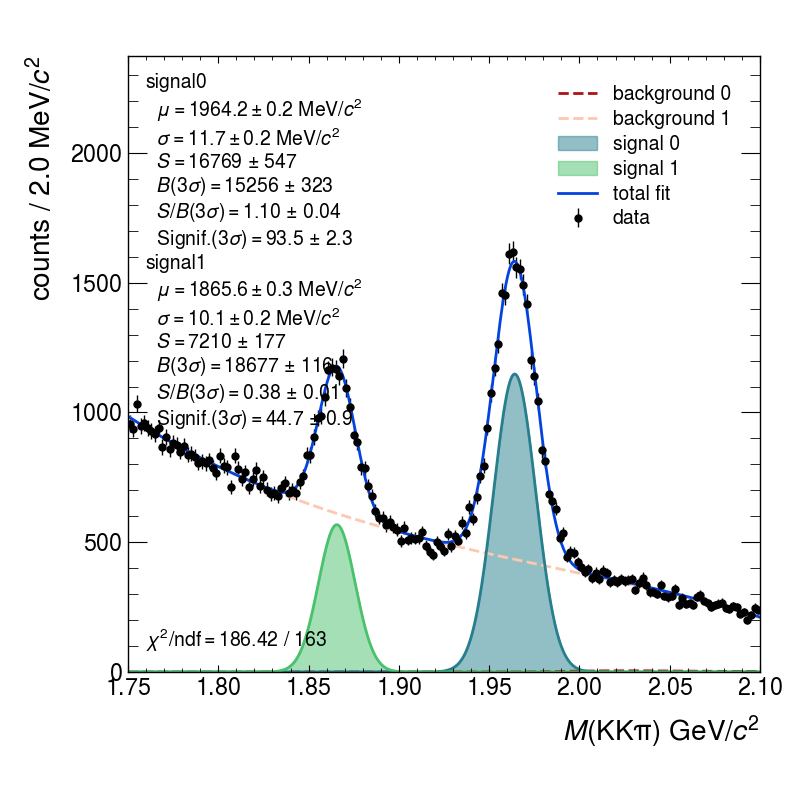 counts / 2.0 MeV/c²
signal0
μ = 1964.2 ± 0.2 MeV/c²
σ = 11.7 ± 0.2 MeV/c²
S = 16769 ± 547
B(3σ) = 15256 ± 323
S/B(3σ) = 1.10 ± 0.04
Signif.(3σ) = 93.5 ± 2.3
signal1
μ = 1865.6 ± 0.3 MeV/c²
σ = 10.1 ± 0.2 MeV/c²
S = 7210 ± 177
B(3σ) = 18677 ± 116
S/B(3σ) = 0.38 ± 0.01
Signif.(3σ) = 44.7 ± 0.9
background 0
background 1
signal 0
signal 1
total fit
data
2000
1500
1000
500
0
χ²/ndf = 186.42 / 163
1.75 1.80 1.85 1.90 1.95 2.00 2.05 2.10
M(KKπ) GeV/c²